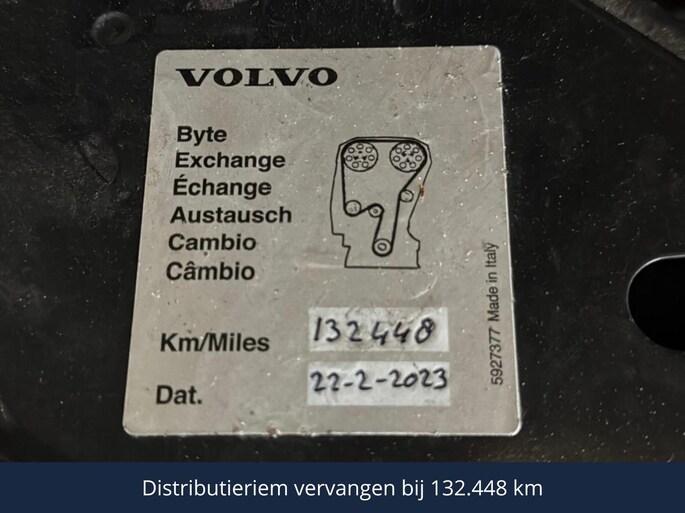 VOLVO
Byte
Exchange
Échange
Austausch
Cambio
Câmbio
Km/Miles 132448
Dat. 22-2-2023
5927377 Made in Italy
Distributieriem vervangen bij 132.448 km